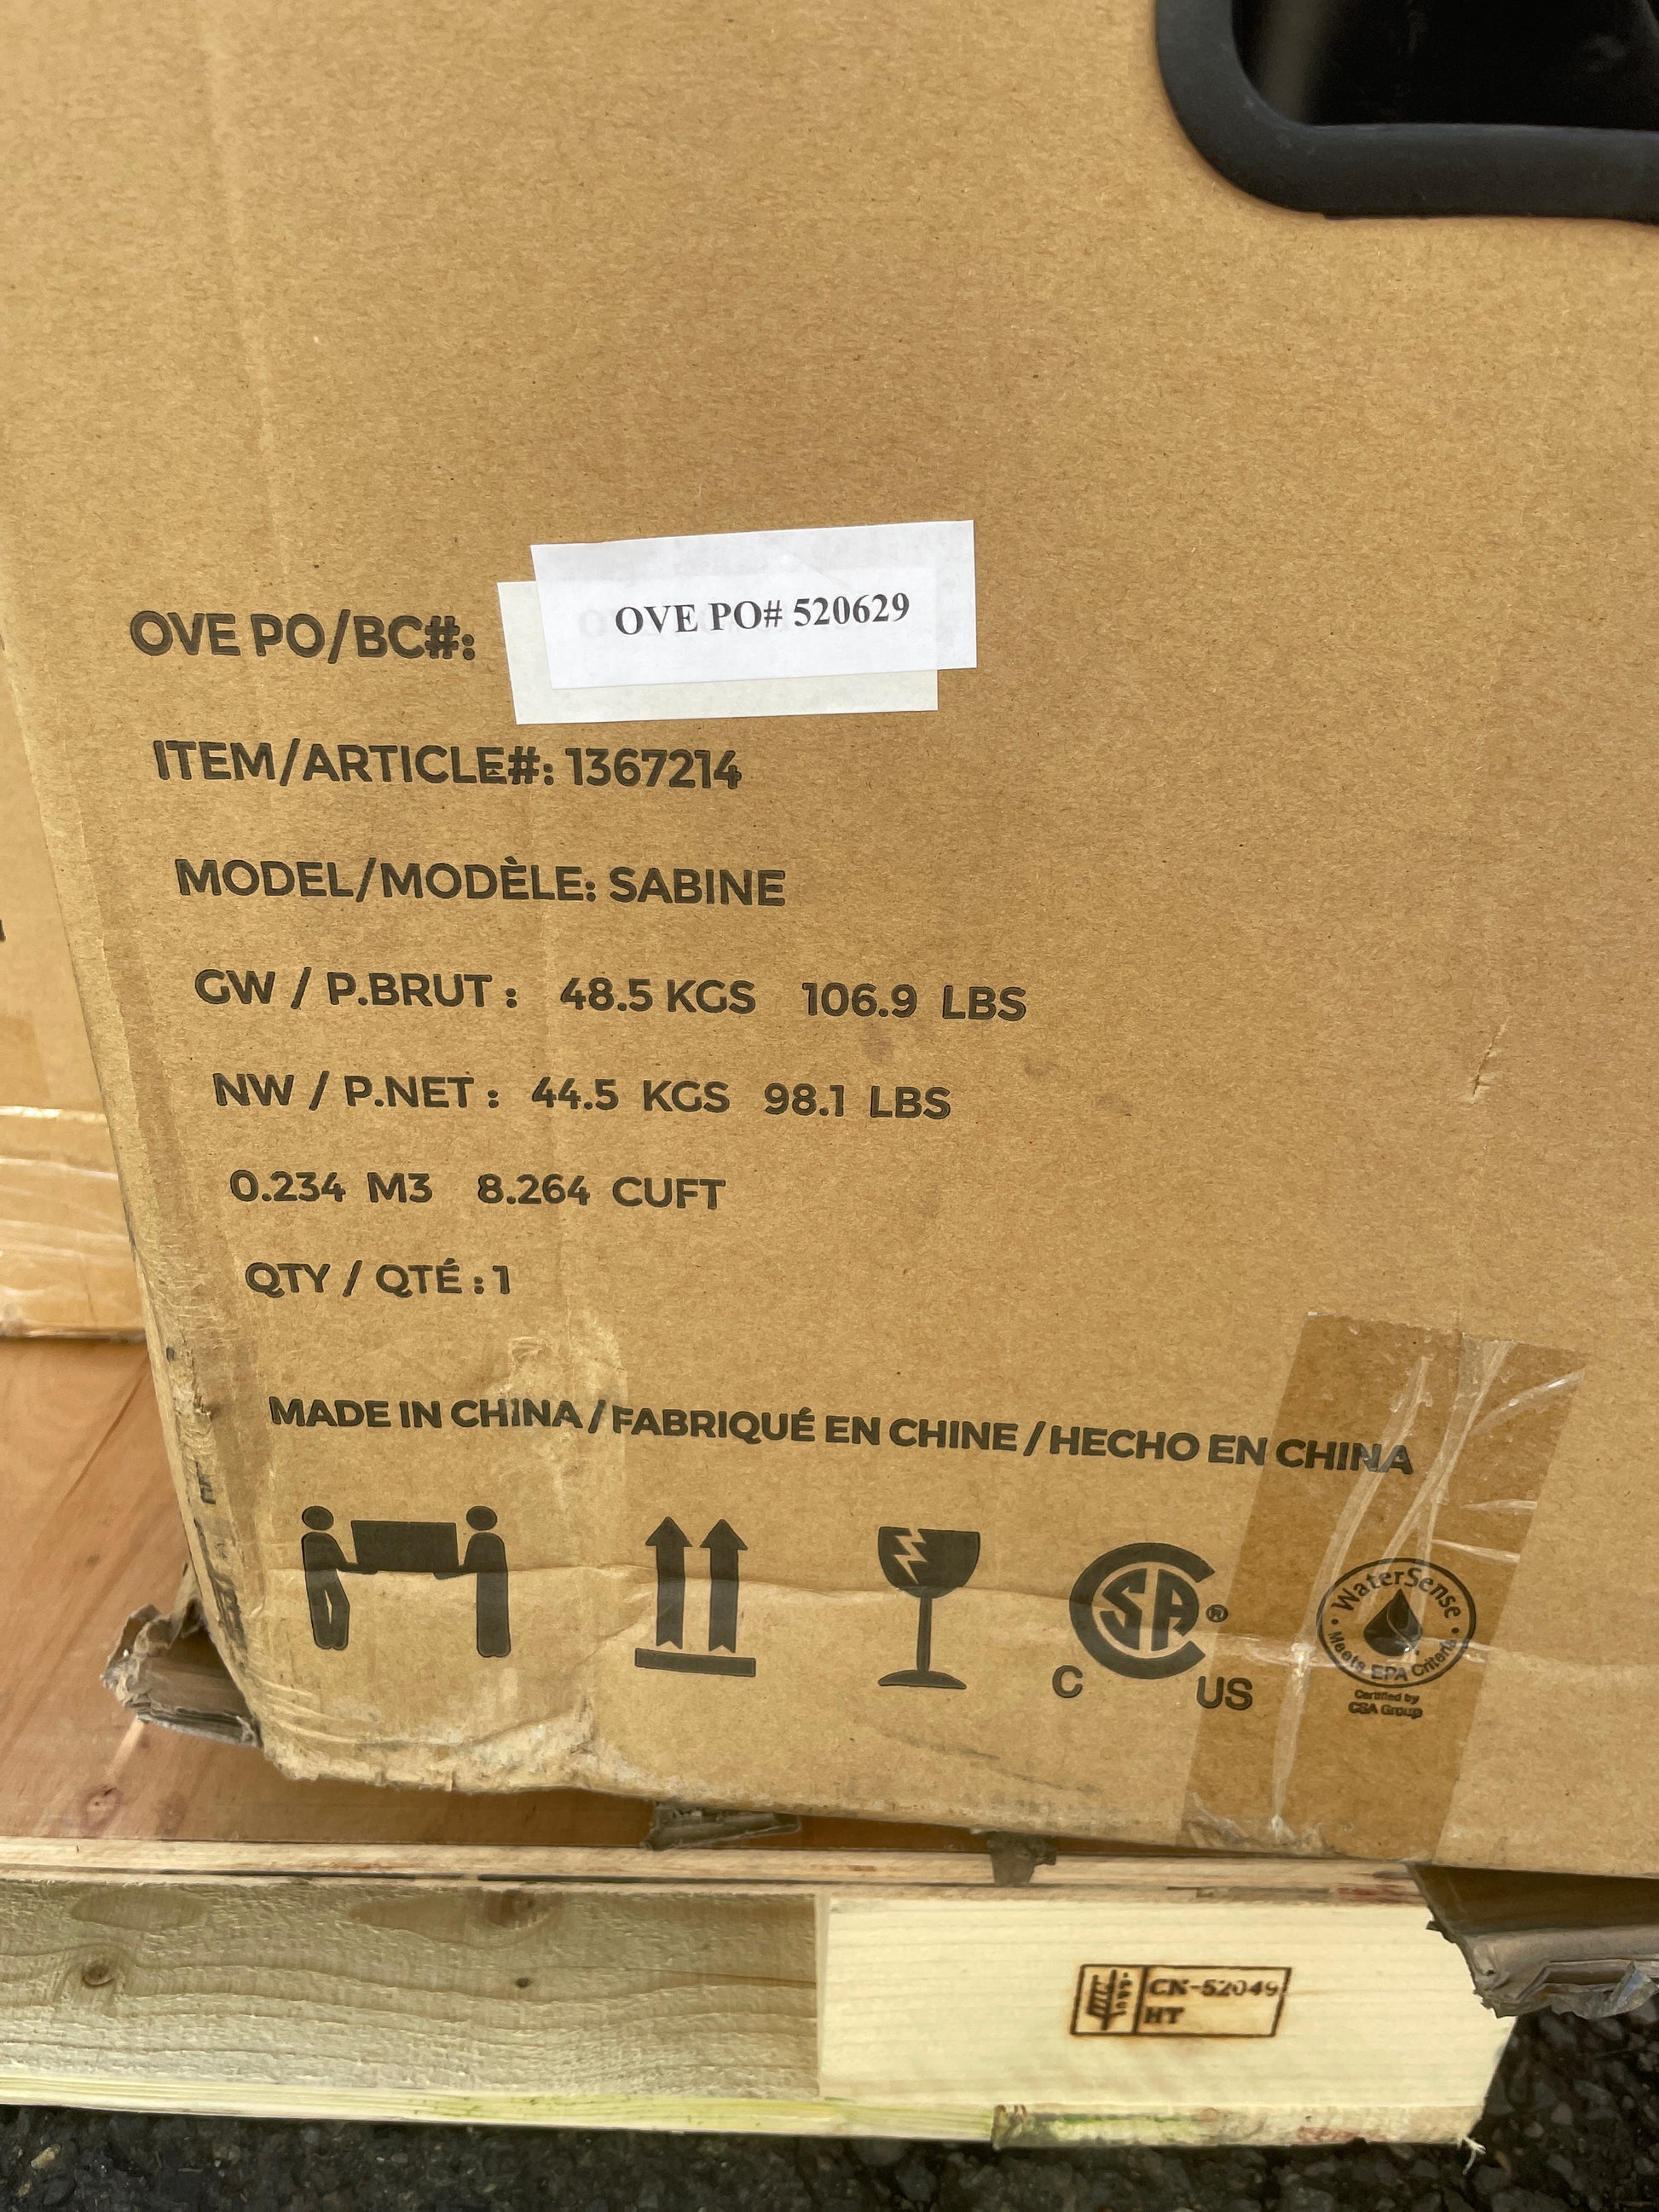 OVE PO/BC#: OVE PO# 520629
ITEM/ARTICLE#: 1367214
MODEL/MODÈLE: SABINE
GW / P.BRUT : 48.5 KGS 106.9 LBS
NW / P.NET : 44.5 KGS 98.1 LBS
0.234 M3 8.264 CUFT
QTY / QTÉ : 1
MADE IN CHINA / FABRIQUÉ EN CHINE / HECHO EN CHINA
CSA ®
C US
WaterSense
Meets EPA Criteria
Certified by
CSA Group
IPPC
CN-52049
HT